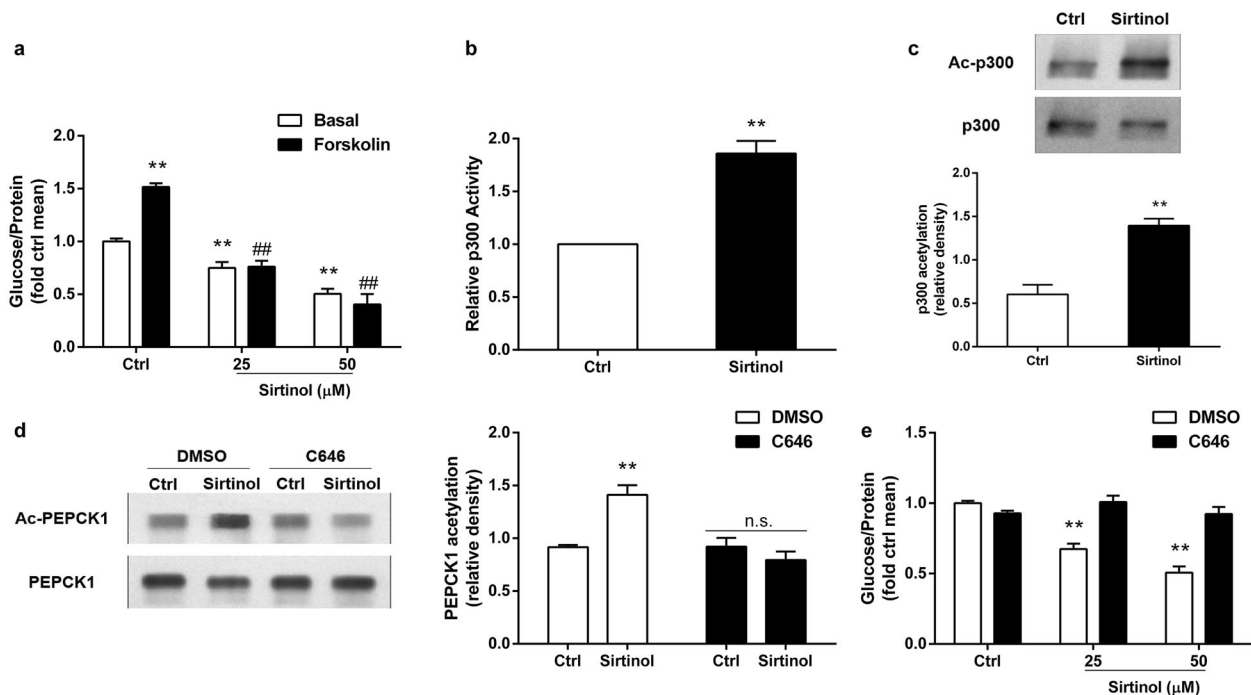 a
Basal
Forskolin
Glucose/Protein
(fold ctrl mean)
2.0
1.5
1.0
0.5
0.0
**
**
##
**
##
Ctrl
25
50
Sirtinol (μM)
b
Relative p300 Activity
2.0
1.5
1.0
0.5
0.0
**
Ctrl
Sirtinol
c
Ctrl Sirtinol
Ac-p300
p300
p300 acetylation
(relative density)
2.0
1.5
1.0
0.5
0.0
**
Ctrl
Sirtinol
d
DMSO C646
Ctrl Sirtinol Ctrl Sirtinol
Ac-PEPCK1
PEPCK1
DMSO
C646
PEPCK1 acetylation
(relative density)
2.0
1.5
1.0
0.5
0.0
**
n.s.
Ctrl Sirtinol Ctrl Sirtinol
e
DMSO
C646
Glucose/Protein
(fold ctrl mean)
1.5
1.0
0.5
0.0
**
**
Ctrl
25
50
Sirtinol (μM)